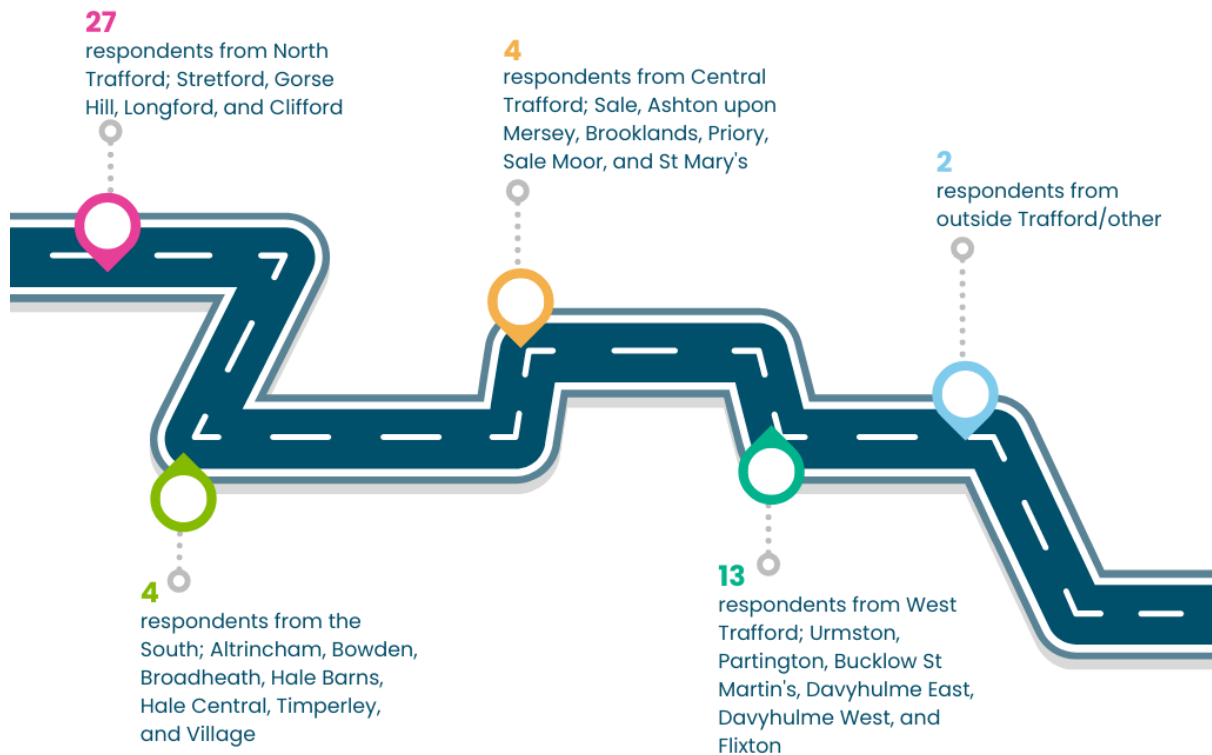 27
respondents from North
Trafford; Stretford, Gorse
Hill, Longford, and Clifford
4
respondents from the
South; Altrincham, Bowden,
Broadheath, Hale Barns,
Hale Central, Timperley,
and Village
4
respondents from Central
Trafford; Sale, Ashton upon
Mersey, Brooklands, Priory,
Sale Moor, and St Mary's
13
respondents from West
Trafford; Urmston,
Partington, Bucklow St
Martin's, Davyhulme East,
Davyhulme West, and
Flixton
2
respondents from
outside Trafford/other